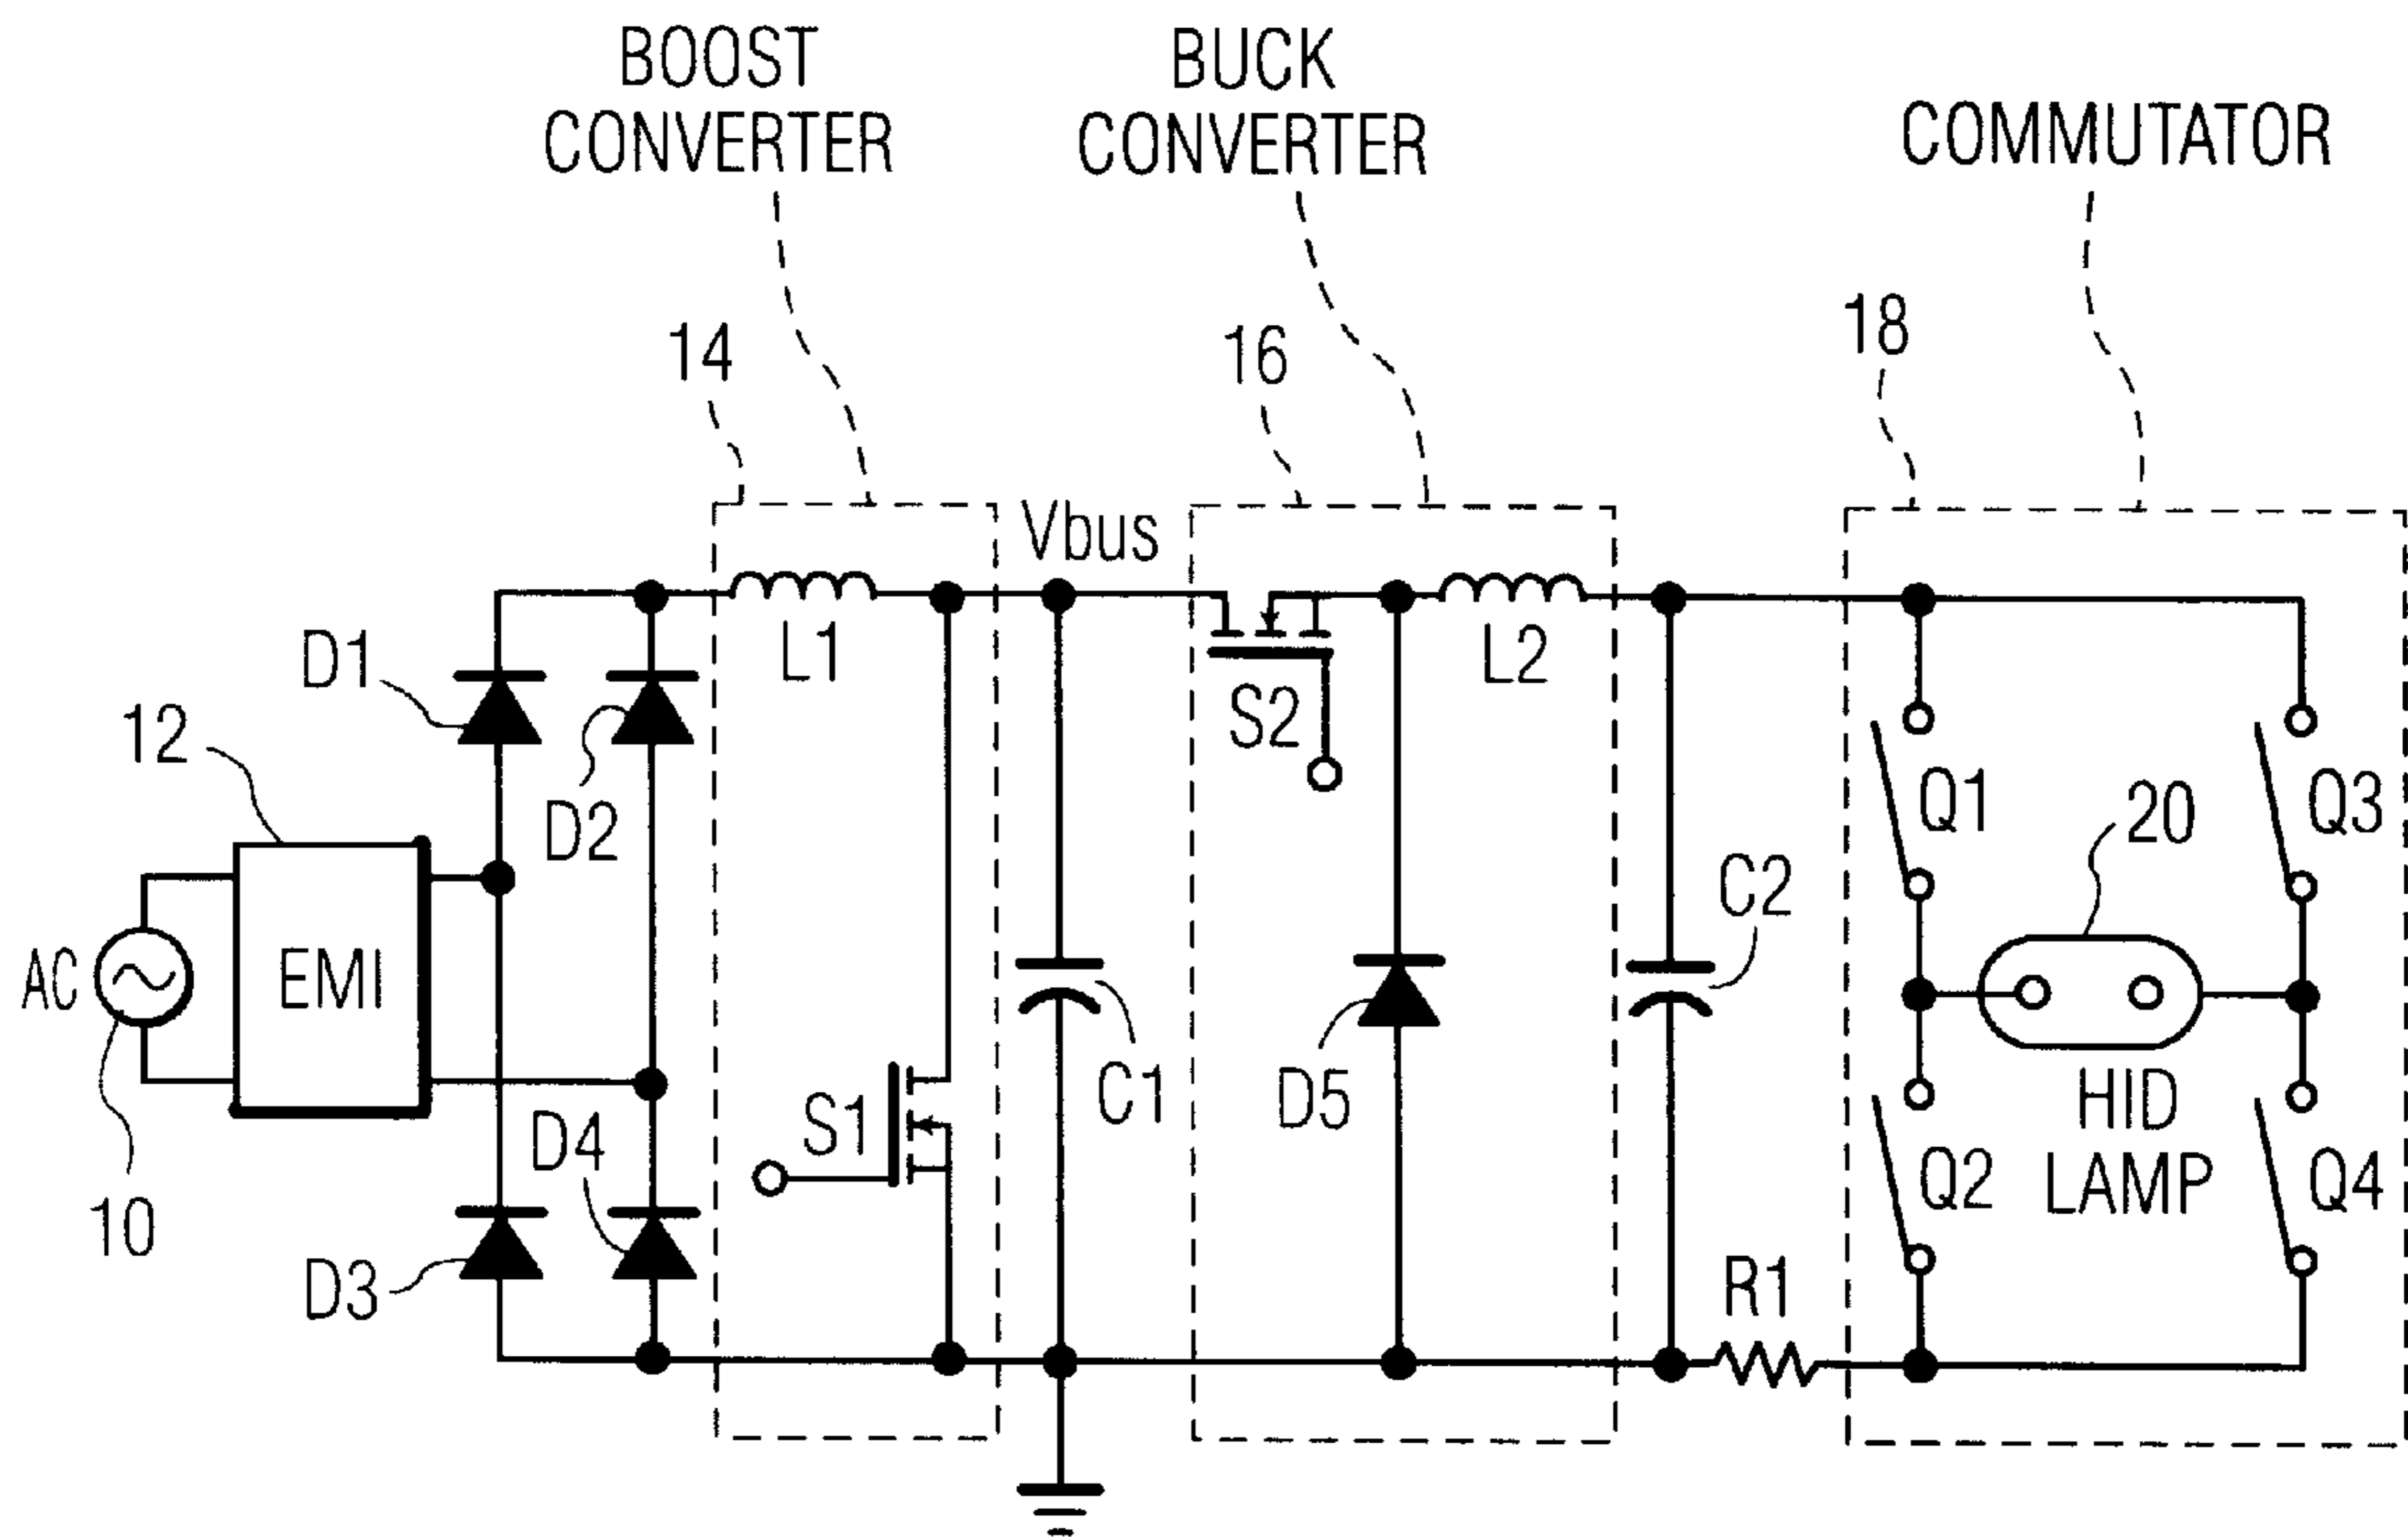 BOOST
CONVERTER
BUCK
CONVERTER
COMMUTATOR
14
16
18
Vbus
D1
L1
S2
L2
12
D2
Q1
20
Q3
AC
EMI
C2
10
D4
S1
C1
D5
HID
LAMP
Q2
Q4
D3
R1